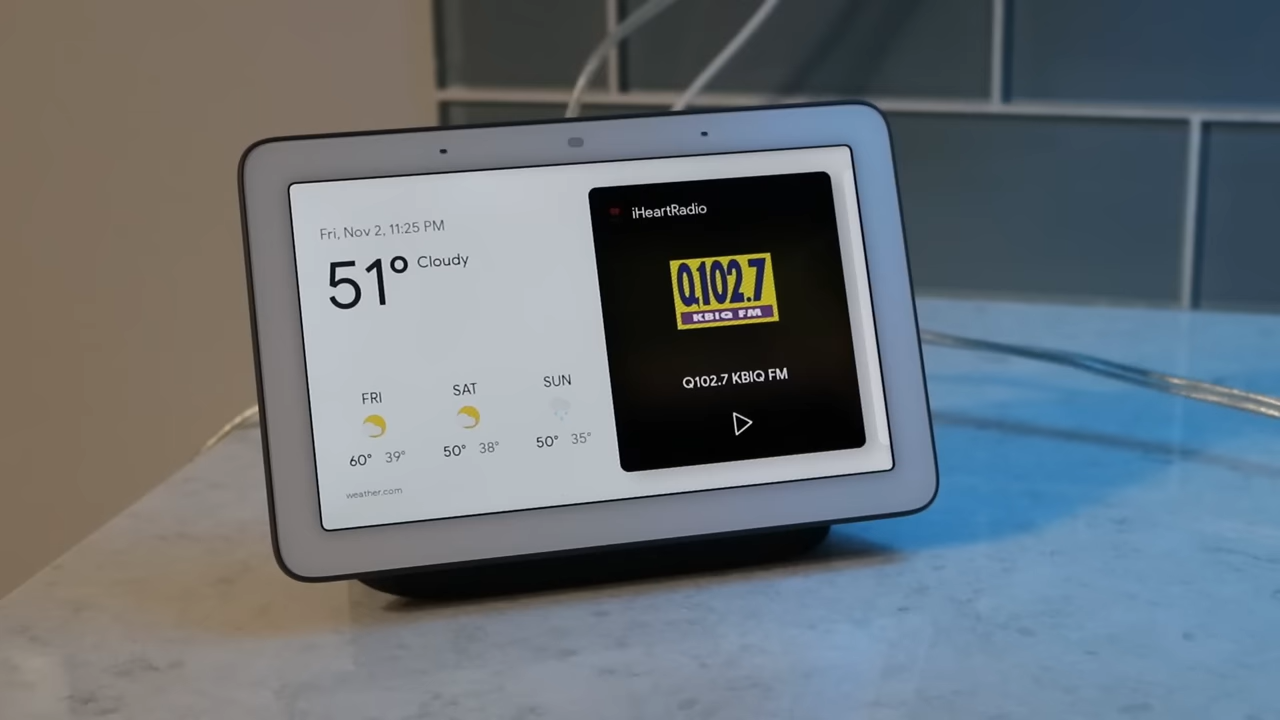 Fri, Nov 2, 11:25 PM
51° Cloudy
FRI SAT SUN
60° 39° 50° 38° 50° 35°
weather.com
iHeartRadio
Q102.7
KBIQ FM
Q102.7 KBIQ FM